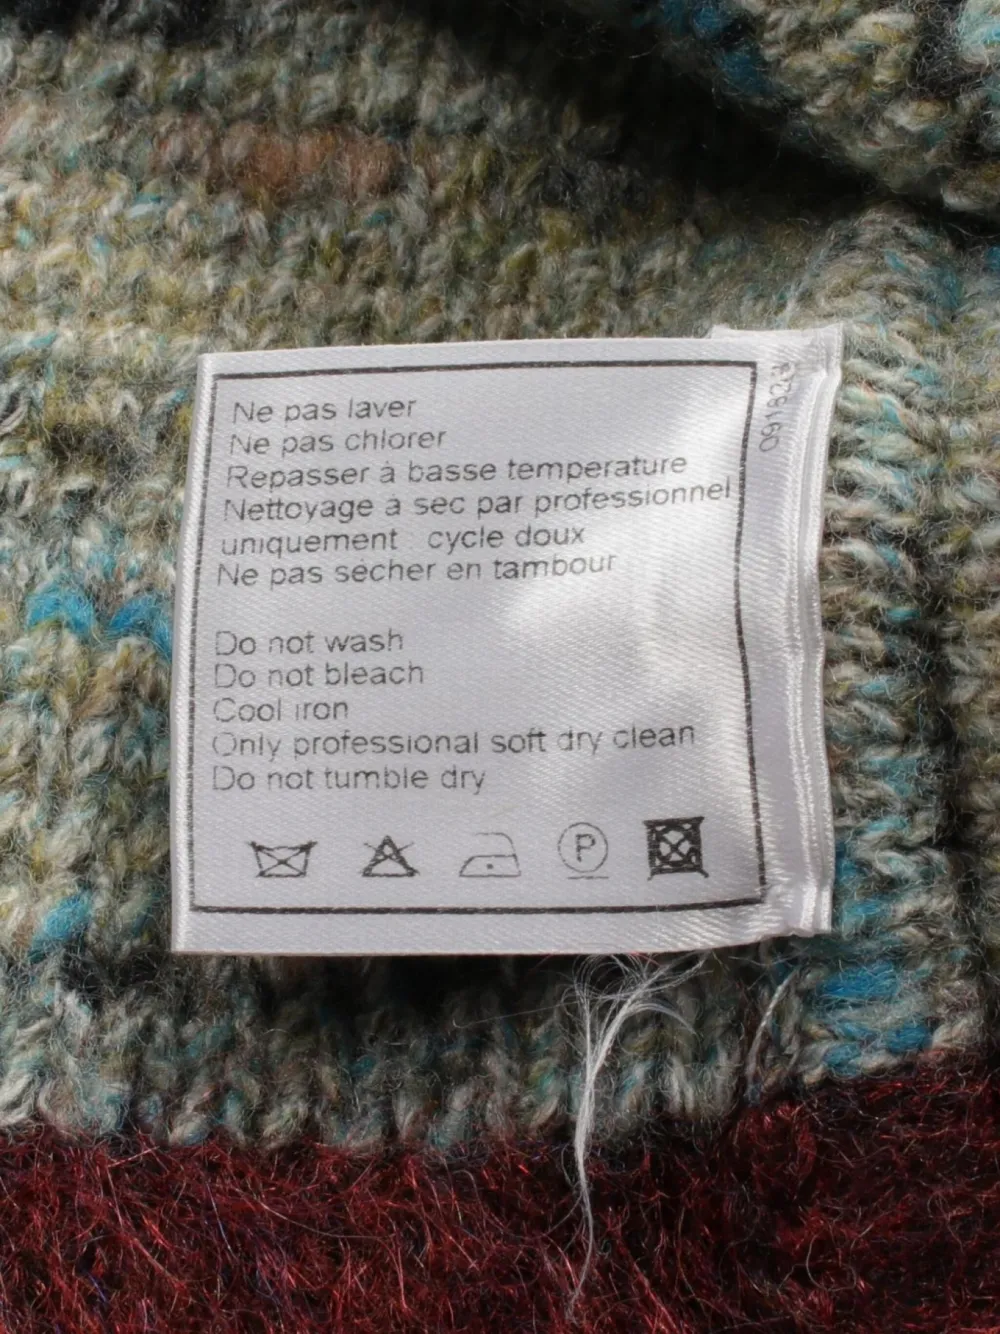 Ne pas laver
Ne pas chlorer
Repasser à basse temperature
Nettoyage à sec par professionnel
uniquement : cycle doux
Ne pas sécher en tambour
Do not wash
Do not bleach
Cool iron
Only professional soft dry clean
Do not tumble dry
P